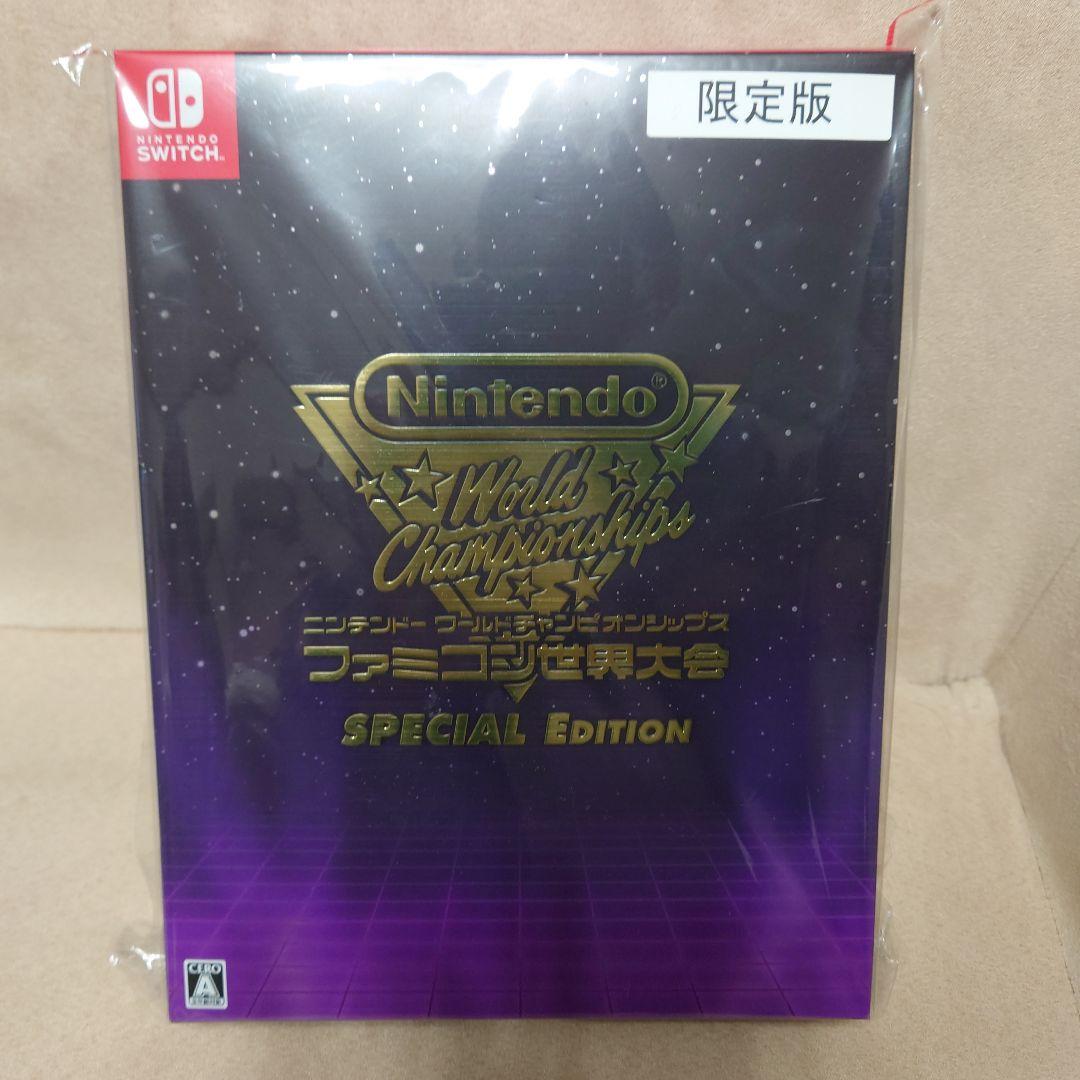 NINTENDO
SWITCH™
限定版
Nintendo®
World
Championships
ニンテンドー ワールドチャンピオンシップス
ファミコン世界大会
SPECIAL EDITION
CERO
A